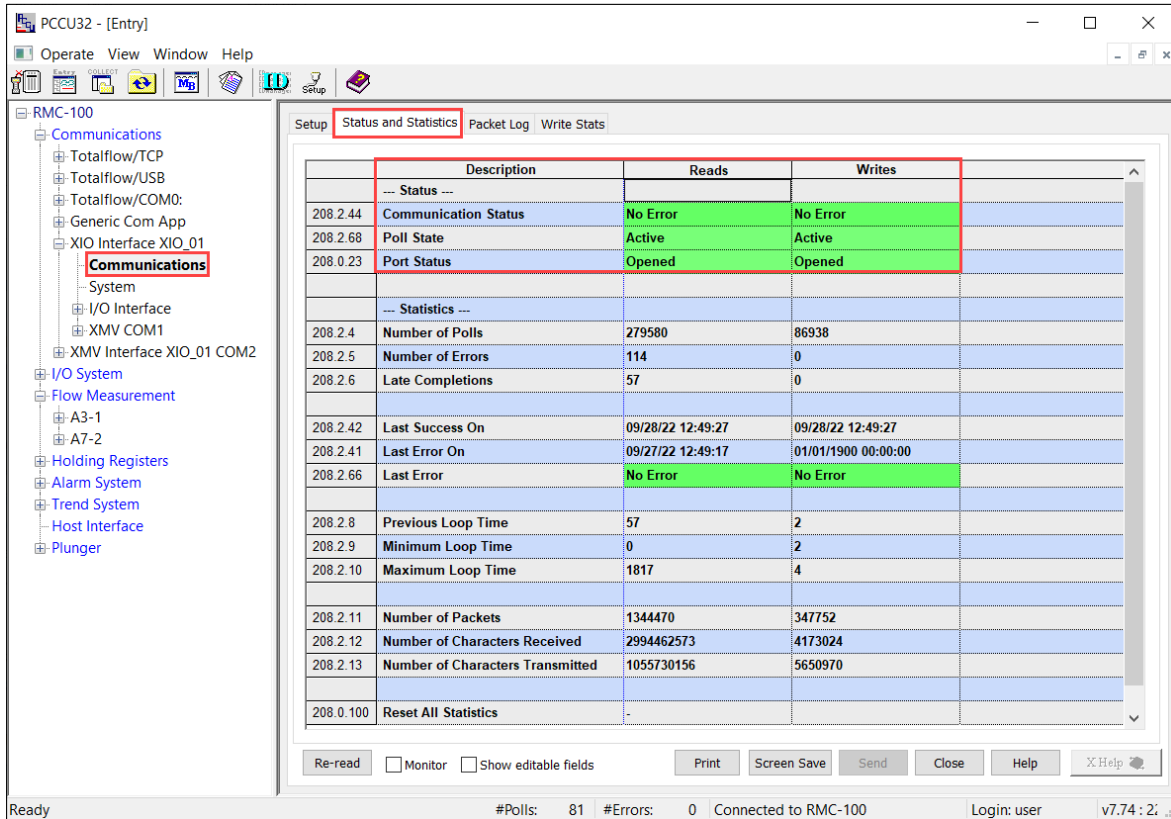 PCCU32 - [Entry]
Operate View Window Help
Entry COLLECT MB ID Manager Setup
RMC-100
Communications
Totalflow/TCP
Totalflow/USB
Totalflow/COM0:
Generic Com App
XIO Interface XIO_01
Communications
System
I/O Interface
XMV COM1
XMV Interface XIO_01 COM2
I/O System
Flow Measurement
A3-1
A7-2
Holding Registers
Alarm System
Trend System
Host Interface
Plunger
Setup Status and Statistics Packet Log Write Stats
Description Reads Writes
--- Status ---
208.2.44 Communication Status No Error No Error
208.2.68 Poll State Active Active
208.0.23 Port Status Opened Opened
--- Statistics ---
208.2.4 Number of Polls 279580 86938
208.2.5 Number of Errors 114 0
208.2.6 Late Completions 57 0
208.2.42 Last Success On 09/28/22 12:49:27 09/28/22 12:49:27
208.2.41 Last Error On 09/27/22 12:49:17 01/01/1900 00:00:00
208.2.66 Last Error No Error No Error
208.2.8 Previous Loop Time 57 2
208.2.9 Minimum Loop Time 0 2
208.2.10 Maximum Loop Time 1817 4
208.2.11 Number of Packets 1344470 347752
208.2.12 Number of Characters Received 2994462573 4173024
208.2.13 Number of Characters Transmitted 1055730156 5650970
208.0.100 Reset All Statistics -
Re-read Monitor Show editable fields Print Screen Save Send Close Help X Help
Ready #Polls: 81 #Errors: 0 Connected to RMC-100 Login: user v7.74 :